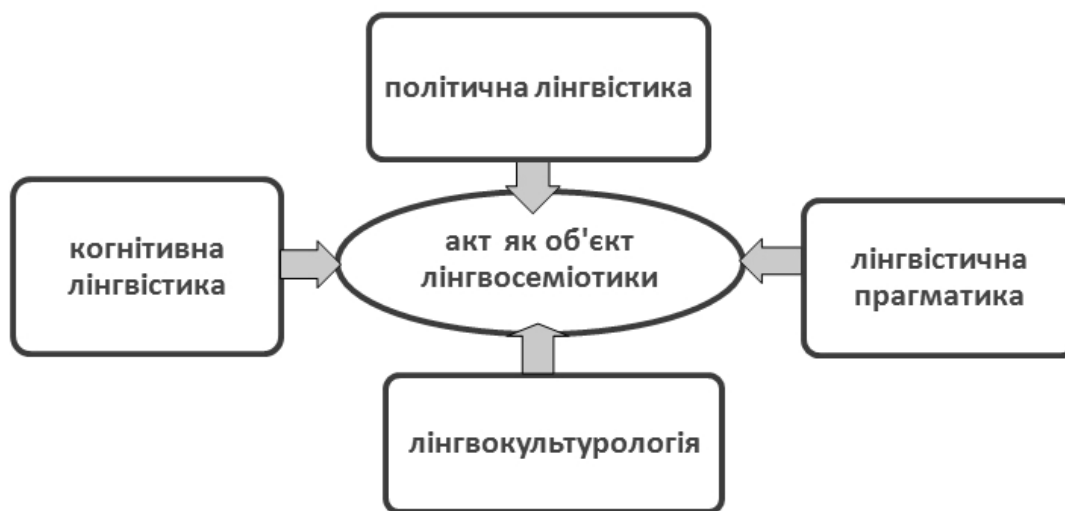 політична лінгвістика
когнітивна
лінгвістика
акт як об'єкт
лінгвосеміотики
лінгвістична
прагматика
лінгвокультурологія